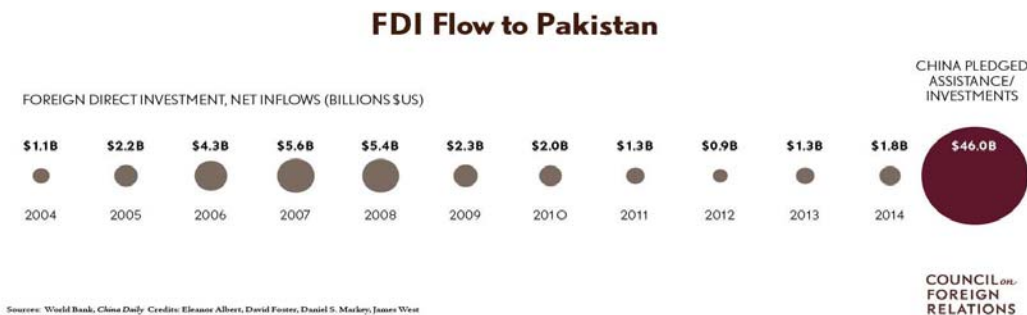 FDI Flow to Pakistan
CHINA PLEDGED
ASSISTANCE/
INVESTMENTS
FOREIGN DIRECT INVESTMENT, NET INFLOWS (BILLIONS $US)
$1.1B $2.2B $4.3B $5.6B $5.4B $2.3B $2.0B $1.3B $0.9B $1.3B $1.8B $46.0B
2004 2005 2006 2007 2008 2009 2010 2011 2012 2013 2014
COUNCIL on
FOREIGN
RELATIONS
Sources: World Bank, China Daily Credits: Eleanor Albert, David Foster, Daniel S. Markey, James West